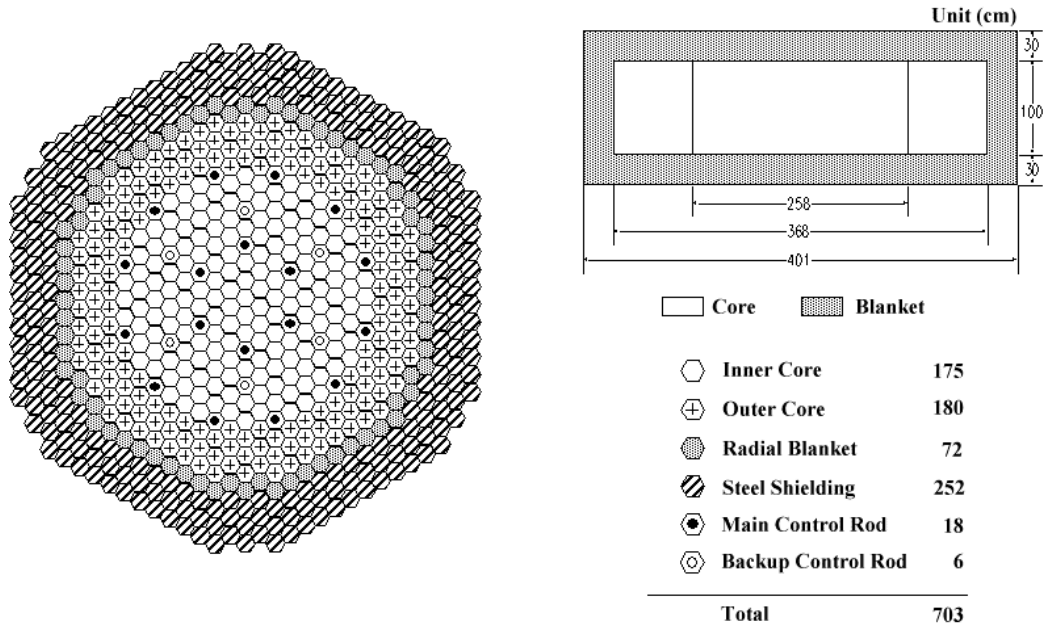 Unit (cm)
30
100
30
258
368
401
Core Blanket
Inner Core 175
Outer Core 180
Radial Blanket 72
Steel Shielding 252
Main Control Rod 18
Backup Control Rod 6
Total 703